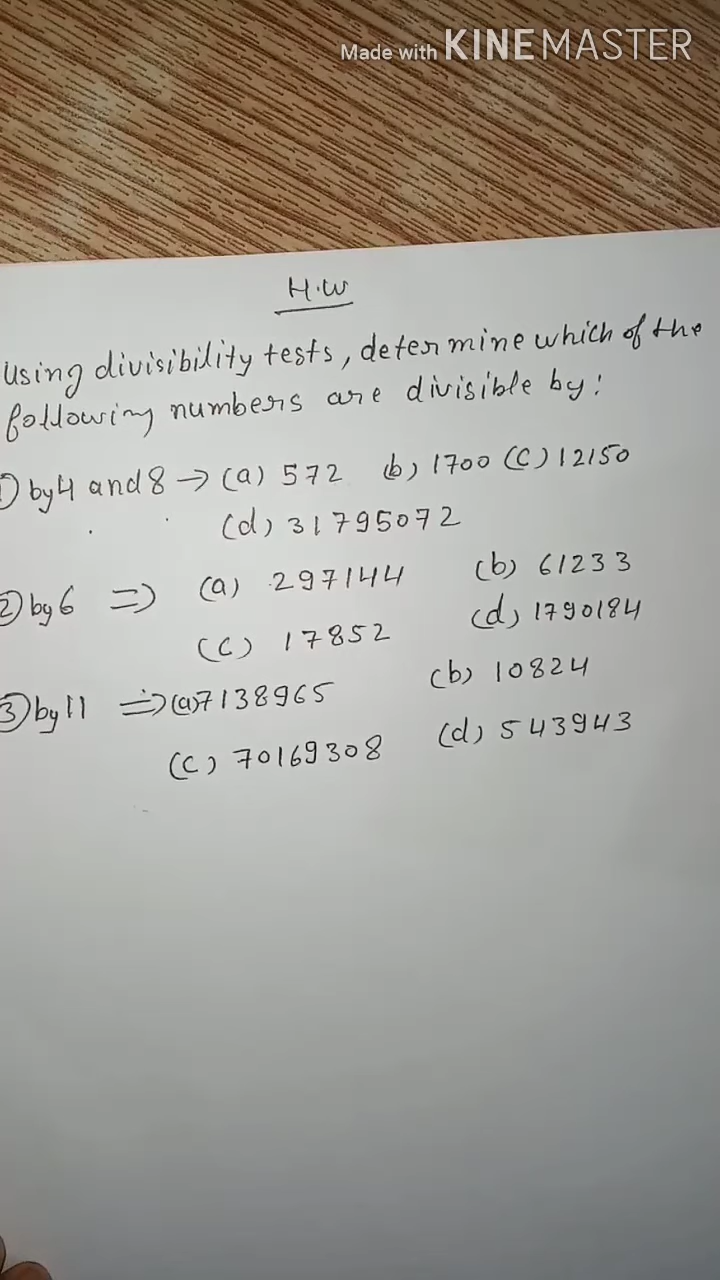 Made with KINEMASTER
H.W
Using divisibility tests, determine which of the
following numbers are divisible by:
① by 4 and 8 → (a) 572 (b) 1700 (c) 12150
(d) 31795072
② by 6 => (a) 297144 (b) 61233
(c) 17852 (d) 1790184
③ by 11 => (a) 7138965 (b) 10824
(c) 70169308 (d) 543943